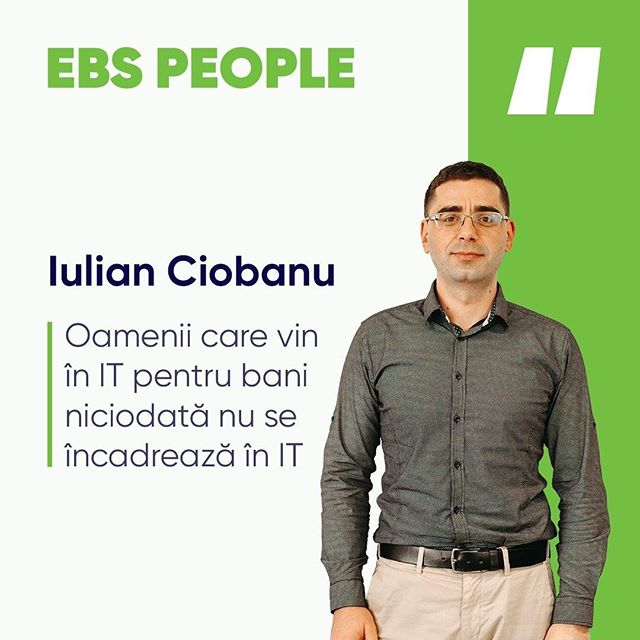 EBS PEOPLE
Iulian Ciobanu
Oamenii care vin
în IT pentru bani
niciodată nu se
încadrează în IT